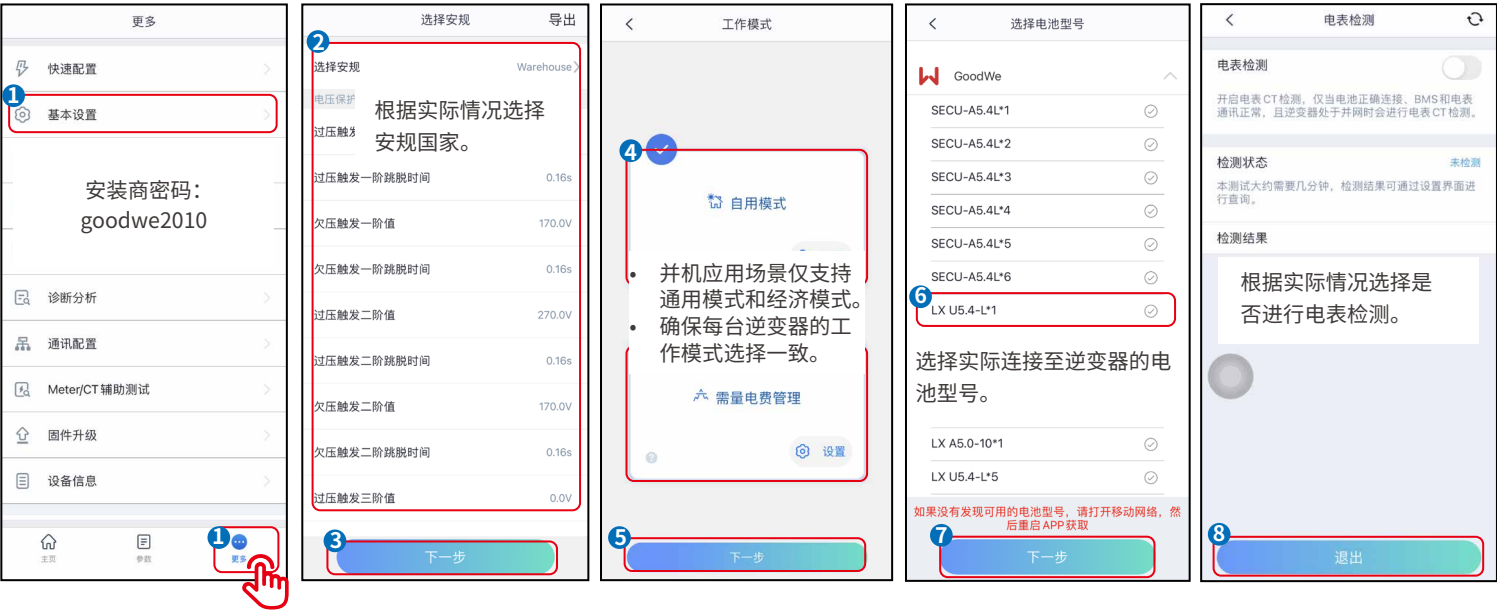 更多
快速配置
1
基本设置
安装商密码：
goodwe2010
诊断分析
通讯配置
Meter/CT辅助测试
固件升级
设备信息
主页
参数
1
更多
选择安规
导出
2
选择安规
Warehouse
电压保护
根据实际情况选择
安规国家。
过压触发
过压触发一阶跳脱时间
0.16s
欠压触发一阶值
170.0V
欠压触发一阶跳脱时间
0.16s
过压触发二阶值
270.0V
过压触发二阶跳脱时间
0.16s
欠压触发二阶值
170.0V
欠压触发二阶跳脱时间
0.16s
过压触发三阶值
0.0V
3
下一步
工作模式
4
自用模式
• 并机应用场景仅支持
通用模式和经济模式。
• 确保每台逆变器的工
作模式选择一致。
需量电费管理
设置
5
下一步
选择电池型号
GoodWe
SECU-A5.4L*1
SECU-A5.4L*2
SECU-A5.4L*3
SECU-A5.4L*4
SECU-A5.4L*5
SECU-A5.4L*6
6
LX U5.4-L*1
选择实际连接至逆变器的电
池型号。
LX A5.0-10*1
LX U5.4-L*5
如果没有发现可用的电池型号，请打开移动网络，然
后重启APP获取
7
下一步
电表检测
电表检测
开启电表CT检测，仅当电池正确连接、BMS和电表
通讯正常，且逆变器处于并网时会进行电表CT检测。
检测状态
未检测
本测试大约需要几分钟，检测结果可通过设置界面进
行查询。
检测结果
根据实际情况选择是
否进行电表检测。
8
退出